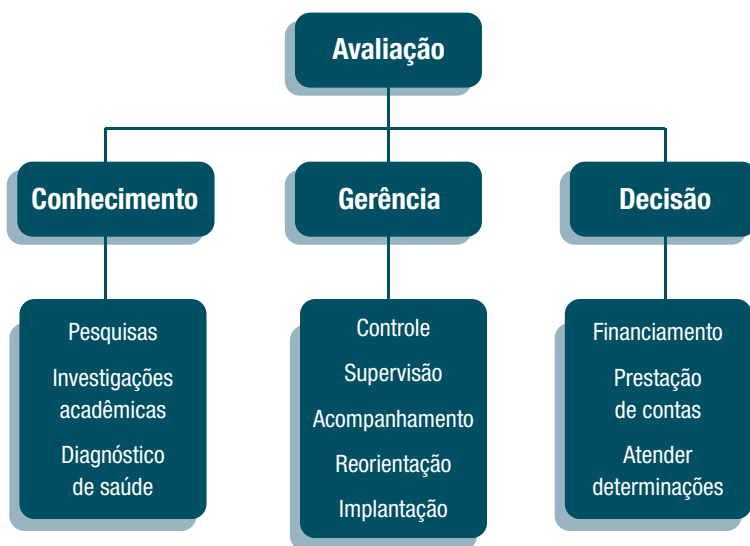 Avaliação
Conhecimento
Gerência
Decisão
Pesquisas
Investigações
acadêmicas
Diagnóstico
de saúde
Controle
Supervisão
Acompanhamento
Reorientação
Implantação
Financiamento
Prestação
de contas
Atender
determinações